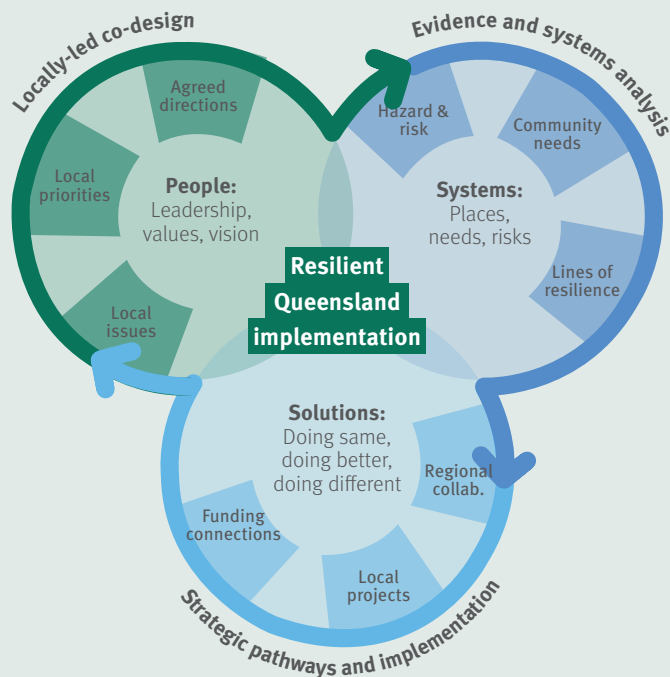 Locally-led co-design
Agreed
directions
Local
priorities
Local
issues
People:
Leadership,
values, vision
Evidence and systems analysis
Hazard &
risk
Community
needs
Lines of
resilience
Systems:
Places,
needs, risks
Resilient
Queensland
implementation
Solutions:
Doing same,
doing better,
doing different
Regional
collab.
Local
projects
Funding
connections
Strategic pathways and implementation